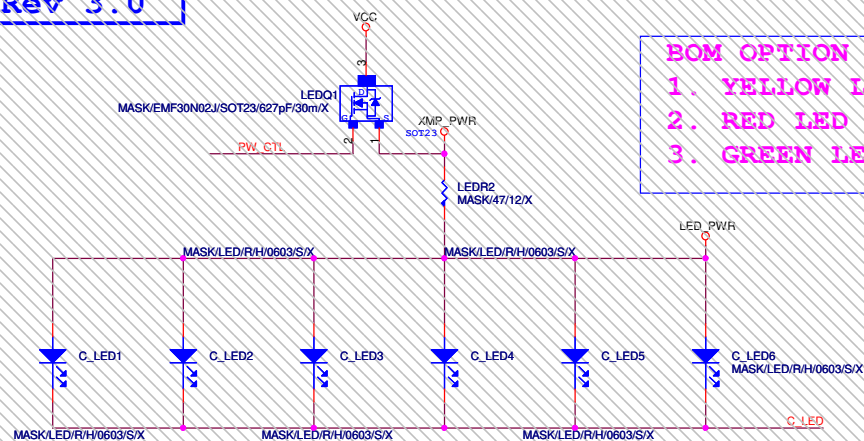 Rev 3.0
VCC
3
LEDQ1
D
G
S
MASK/EMF30N02J/SOT23/627pF/30m/X
SOT23
XMP_PWR
2
1
PW_CTL
BOM OPTION
1. YELLOW L
2. RED LED
3. GREEN LE
LEDR2
MASK/47/12/X
LED_PWR
MASK/LED/R/H/0603/S/X
MASK/LED/R/H/0603/S/X
C_LED1
C_LED2
C_LED3
C_LED4
C_LED5
C_LED6
MASK/LED/R/H/0603/S/X
C_LED
MASK/LED/R/H/0603/S/X
MASK/LED/R/H/0603/S/X
MASK/LED/R/H/0603/S/X